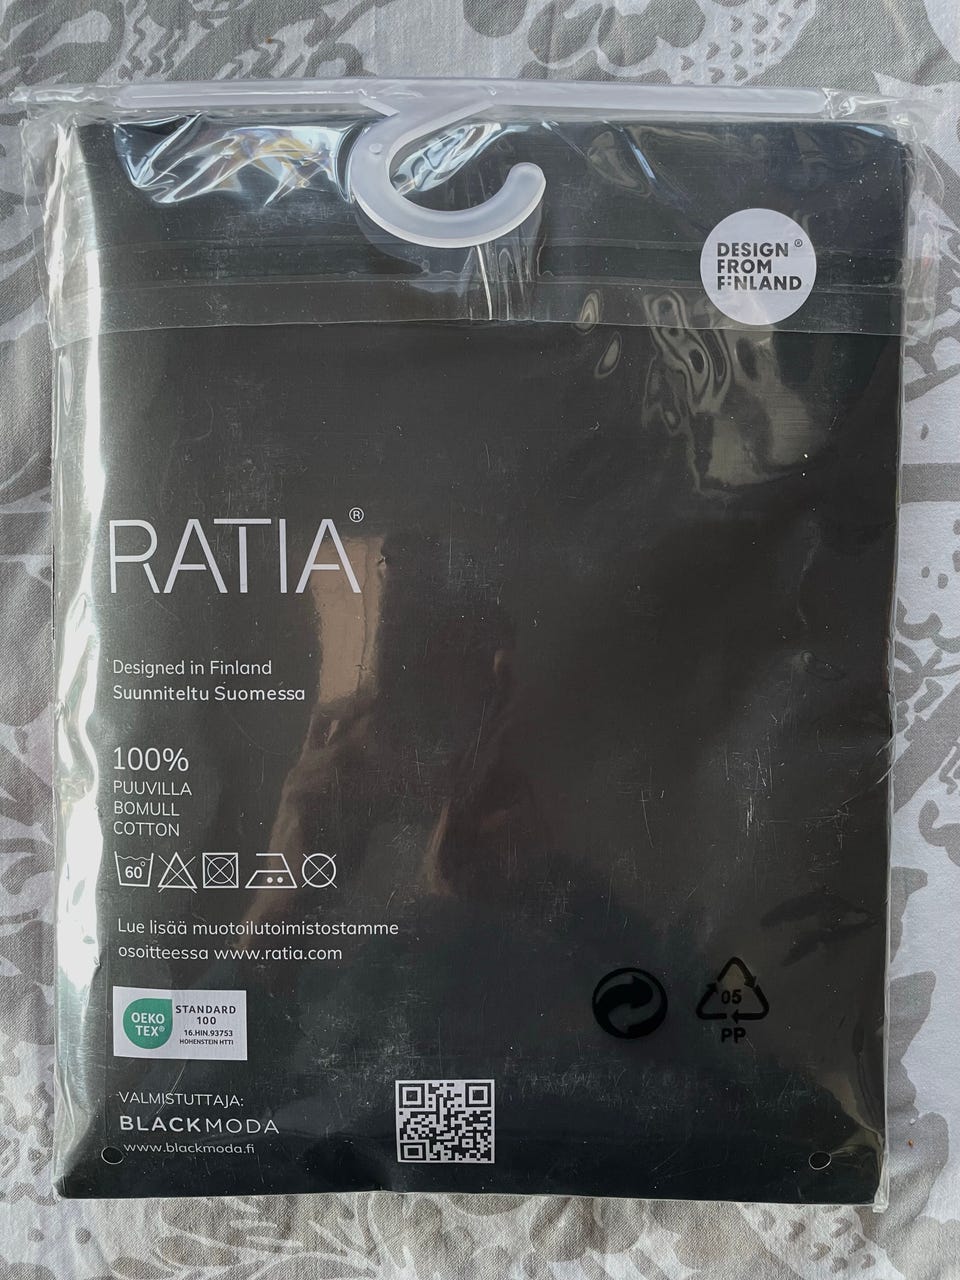 DESIGN ®
FROM
FINLAND
RATIA®
Designed in Finland
Suunniteltu Suomessa
100%
PUUVILLA
BOMULL
COTTON
60°
Lue lisää muotoilutoimistostamme
osoitteessa www.ratia.com
OEKO
TEX®
STANDARD
100
16.HIN.93753
HOHENSTEIN HTTI
05
PP
VALMISTUTTAJA:
BLACKMODA
www.blackmoda.fi